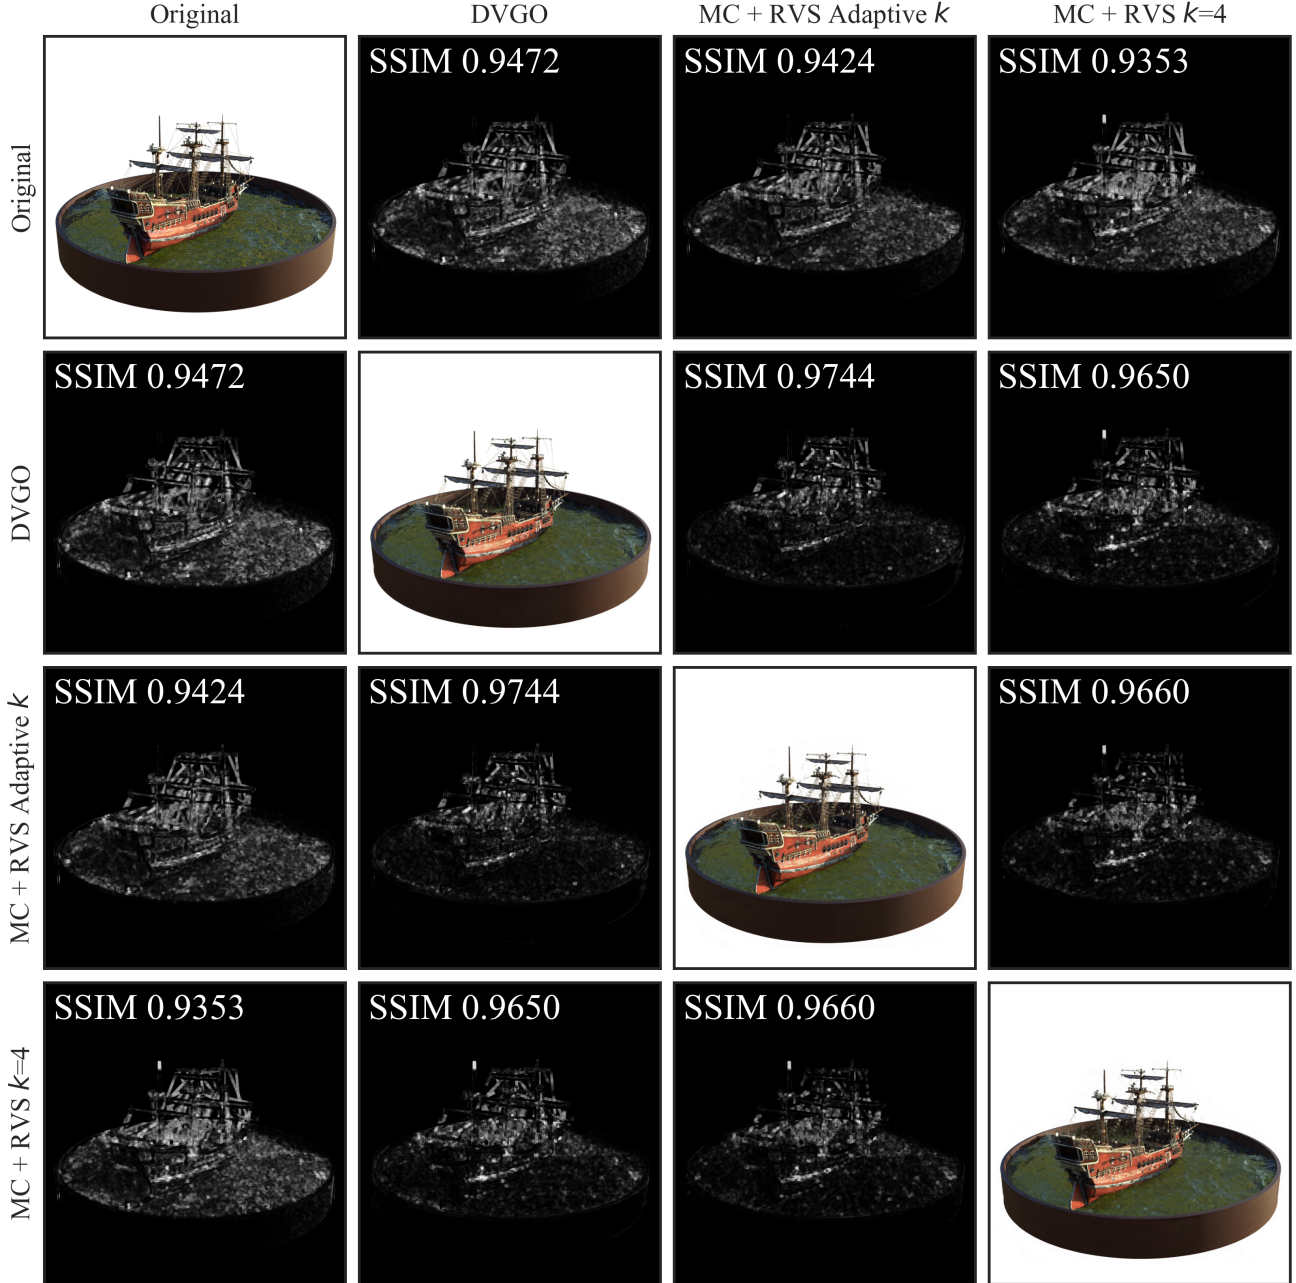 Original DVGO MC + RVS Adaptive k MC + RVS k=4
Original
SSIM 0.9472 SSIM 0.9424 SSIM 0.9353
DVGO
SSIM 0.9472 SSIM 0.9744 SSIM 0.9650
MC + RVS Adaptive k
SSIM 0.9424 SSIM 0.9744 SSIM 0.9660
MC + RVS k=4
SSIM 0.9353 SSIM 0.9650 SSIM 0.9660